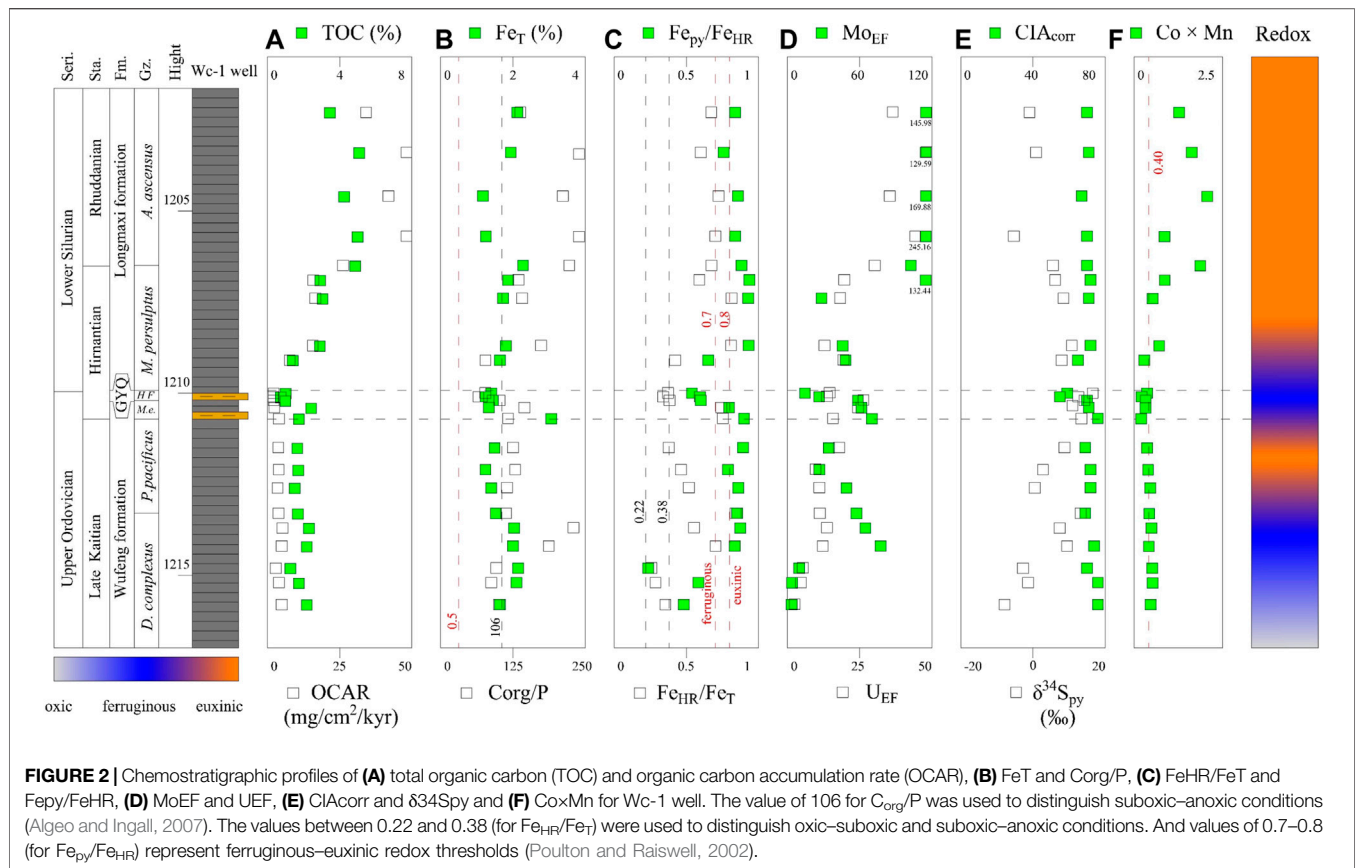 Seri.
Sta.
Fm.
Gz.
Hight
Wc-1 well
A TOC (%)
B FeT (%)
C Fepy/FeHR
D MoEF
E CIAcorr
F Co × Mn
Redox
0 4 8
0 2 4
0 0.5 1
0 60 120
0 40 80
0 2.5
Lower Silurian
Upper Ordovician
Rhuddanian
Hirnantian
Late Kaitian
Longmaxi formation
GYQ
Wufeng formation
A. ascensus
M. persulptus
H F
M.e.
P.pacificus
D. complexus
1205
1210
1215
0.5
106
0.22
0.38
0.7
0.8
ferruginous
euxinic
145.98
129.59
169.88
245.16
132.44
0.40
0 25 50
0 125 250
0 0.5 1
0 50
-20 0 20
oxic ferruginous euxinic
OCAR
(mg/cm²/kyr)
Corg/P
FeHR/FeT
UEF
δ³⁴Spy
(‰)
FIGURE 2 | Chemostratigraphic profiles of (A) total organic carbon (TOC) and organic carbon accumulation rate (OCAR), (B) FeT and Corg/P, (C) FeHR/FeT and
Fepy/FeHR, (D) MoEF and UEF, (E) CIAcorr and δ34Spy and (F) Co×Mn for Wc-1 well. The value of 106 for Corg/P was used to distinguish suboxic–anoxic conditions
(Algeo and Ingall, 2007). The values between 0.22 and 0.38 (for FeHR/FeT) were used to distinguish oxic–suboxic and suboxic–anoxic conditions. And values of 0.7–0.8
(for Fepy/FeHR) represent ferruginous–euxinic redox thresholds (Poulton and Raiswell, 2002).